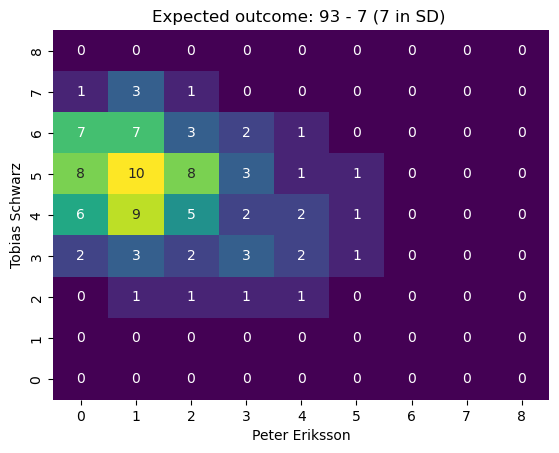 Expected outcome: 93 - 7 (7 in SD)
8 0 0 0 0 0 0 0 0 0
7 1 3 1 0 0 0 0 0 0
6 7 7 3 2 1 0 0 0 0
5 8 10 8 3 1 1 0 0 0
4 6 9 5 2 2 1 0 0 0
3 2 3 2 3 2 1 0 0 0
2 0 1 1 1 1 0 0 0 0
1 0 0 0 0 0 0 0 0 0
0 0 0 0 0 0 0 0 0 0
Tobias Schwarz
0 1 2 3 4 5 6 7 8
Peter Eriksson